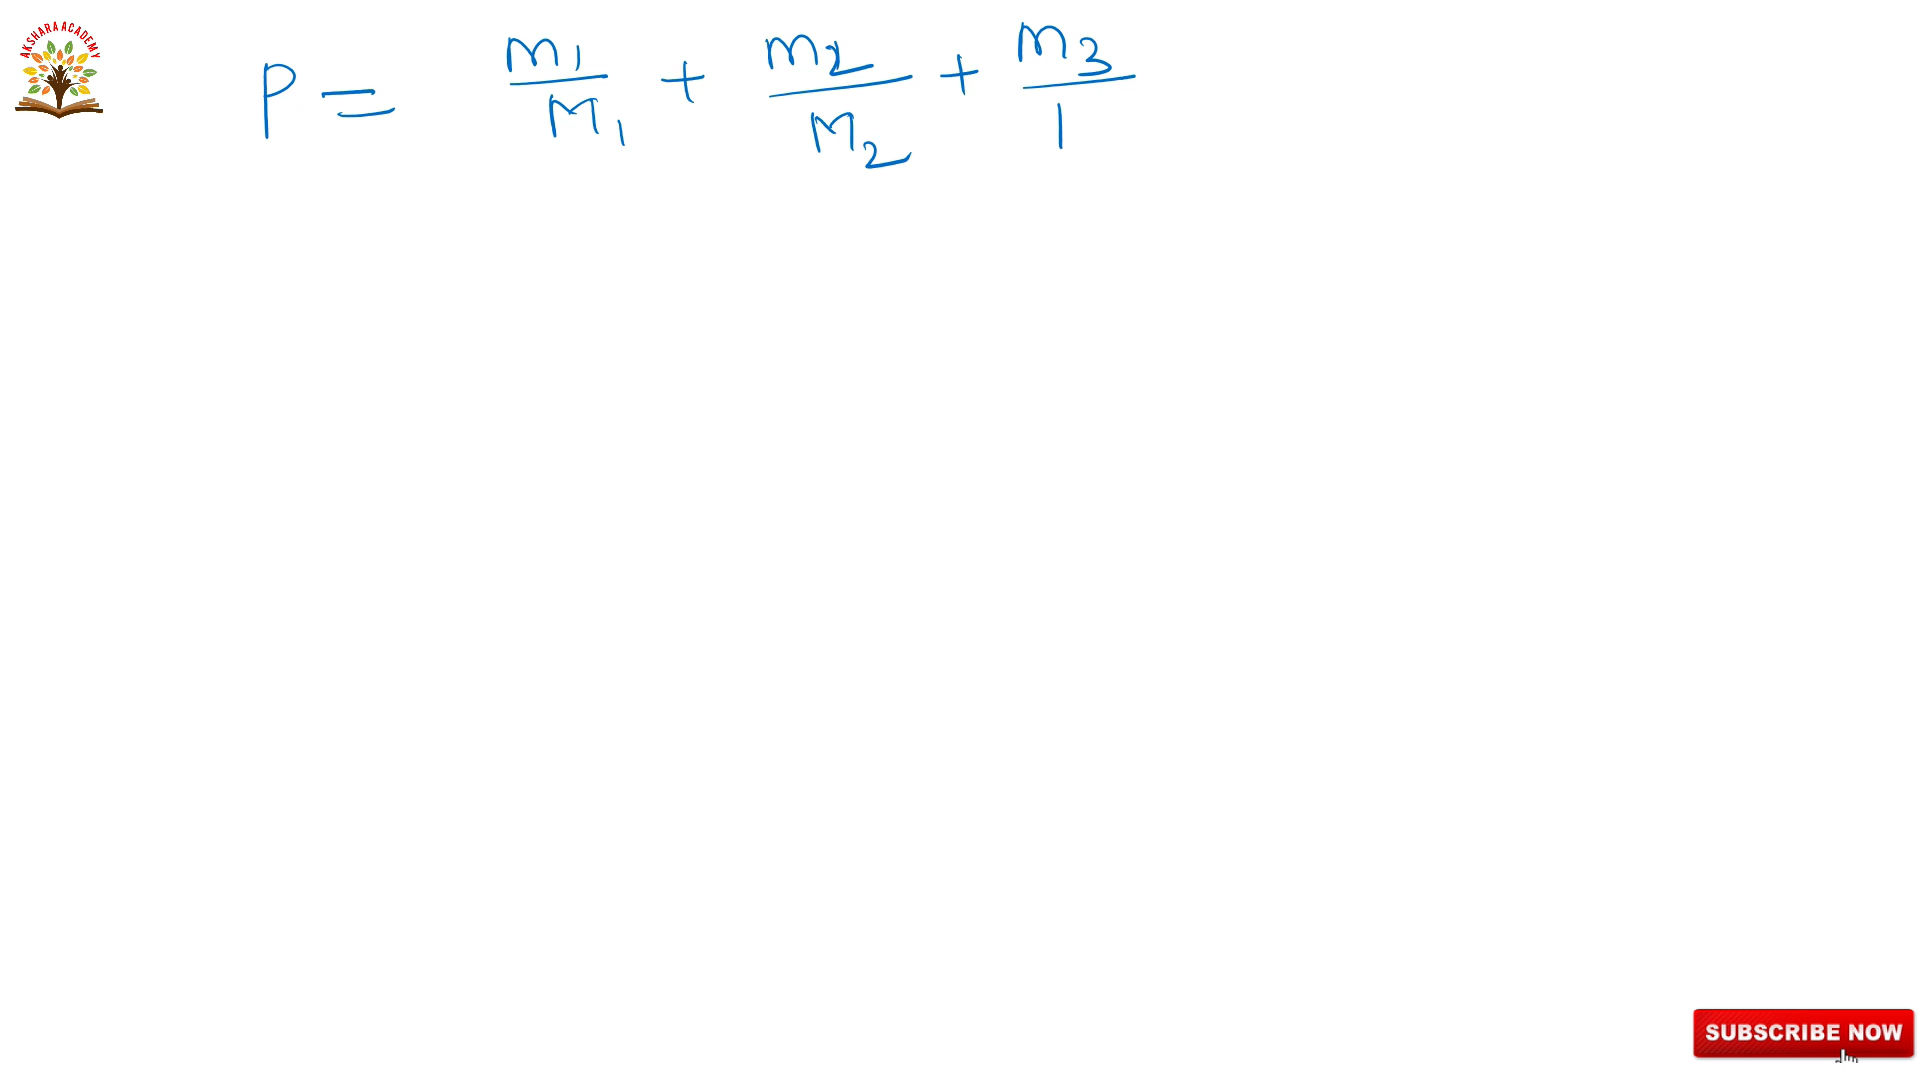 AKSHARA ACADEMY
P = m1/M1 + m2/M2 + m3/1
SUBSCRIBE NOW